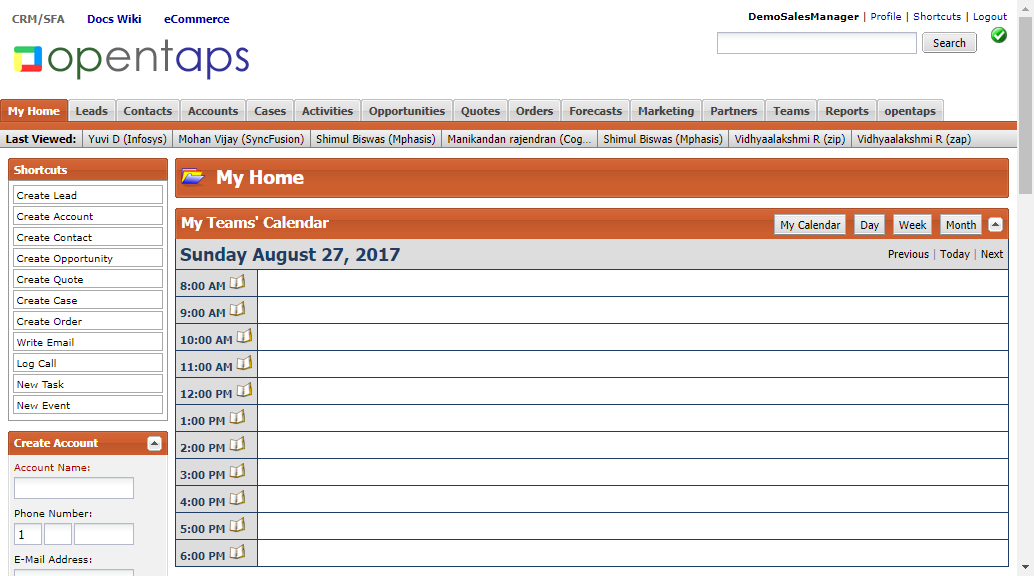 CRM/SFA Docs Wiki eCommerce
DemoSalesManager | Profile | Shortcuts | Logout
opentaps
Search
My Home Leads Contacts Accounts Cases Activities Opportunities Quotes Orders Forecasts Marketing Partners Teams Reports opentaps
Last Viewed: Yuvi D (Infosys) Mohan Vijay (SyncFusion) Shimul Biswas (Mphasis) Manikandan rajendran (Cog... Shimul Biswas (Mphasis) Vidhyaalakshmi R (zip) Vidhyaalakshmi R (zap)
Shortcuts
Create Lead
Create Account
Create Contact
Create Opportunity
Create Quote
Create Case
Create Order
Write Email
Log Call
New Task
New Event
Create Account
Account Name:
Phone Number:
1
E-Mail Address:
My Home
My Teams' Calendar
My Calendar Day Week Month
Sunday August 27, 2017
Previous | Today | Next
8:00 AM
9:00 AM
10:00 AM
11:00 AM
12:00 PM
1:00 PM
2:00 PM
3:00 PM
4:00 PM
5:00 PM
6:00 PM